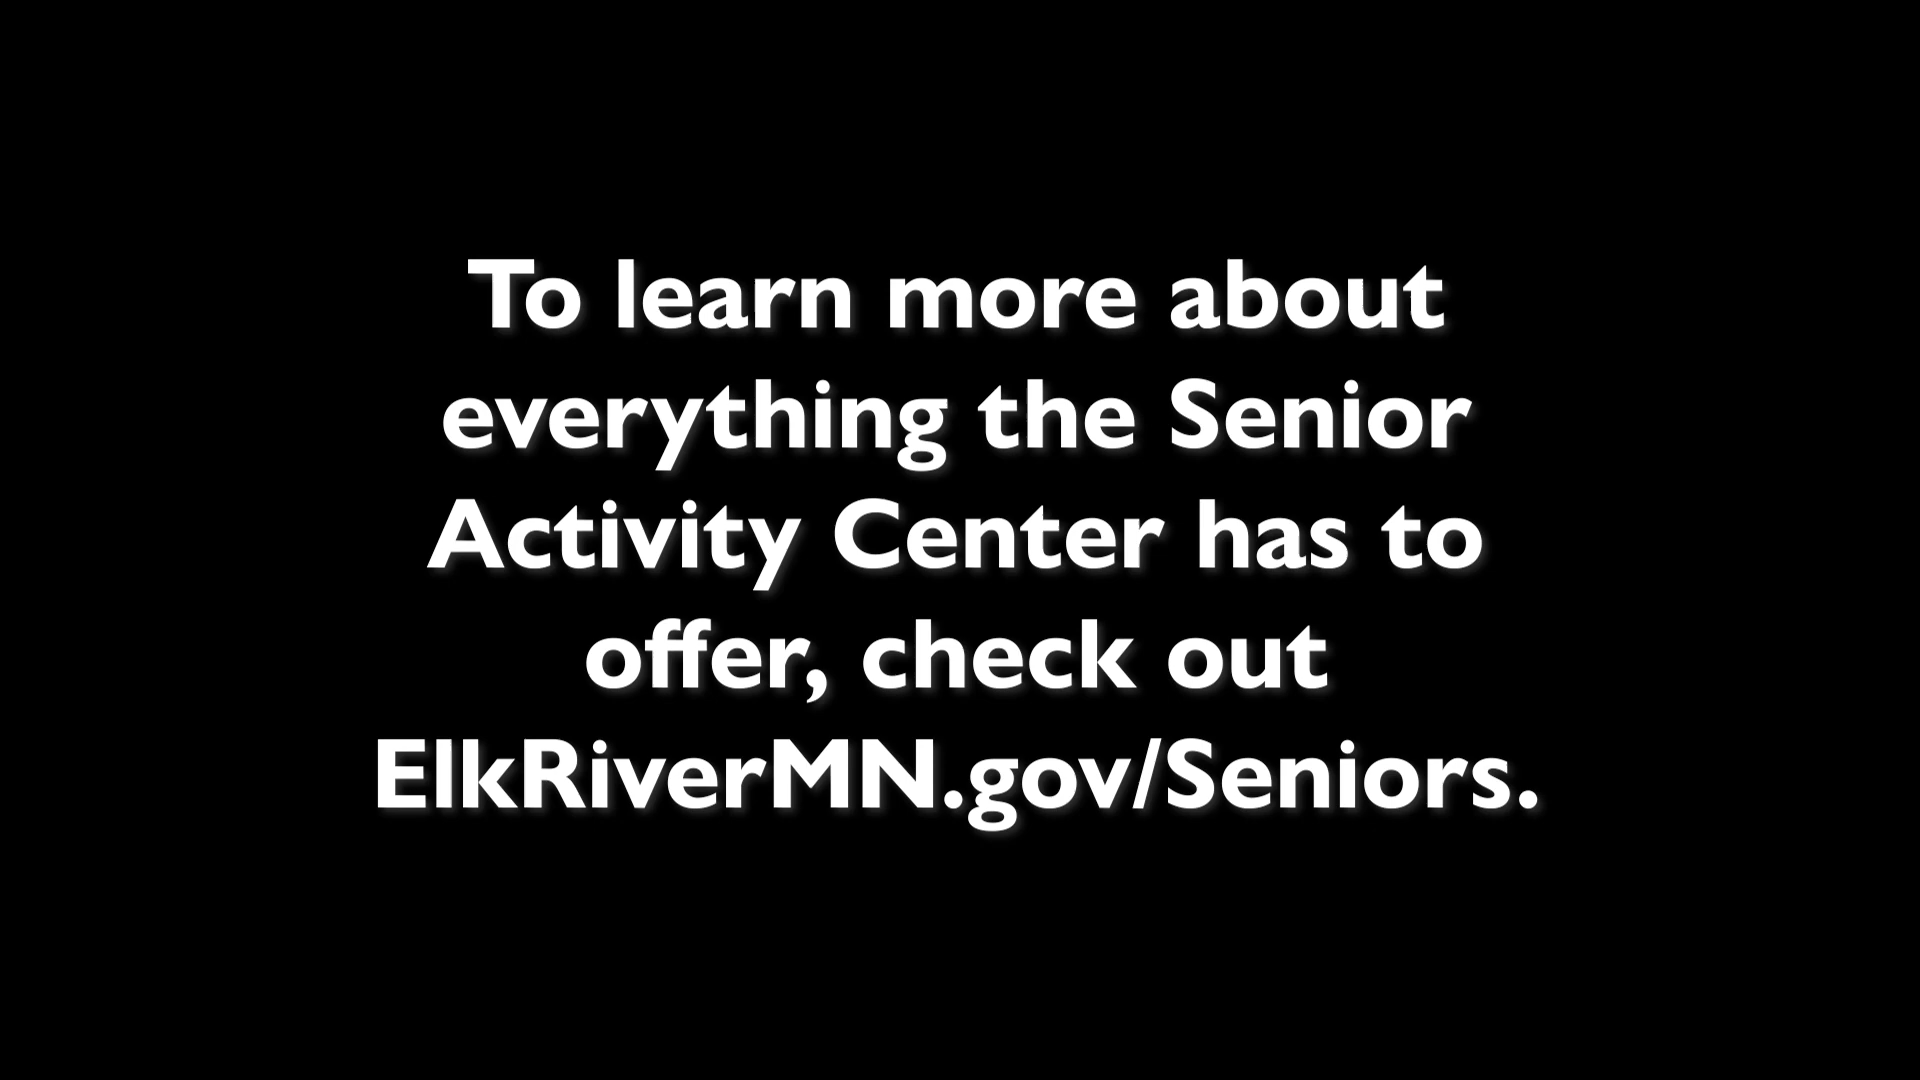 To learn more about
everything the Senior
Activity Center has to
offer, check out
ElkRiverMN.gov/Seniors.